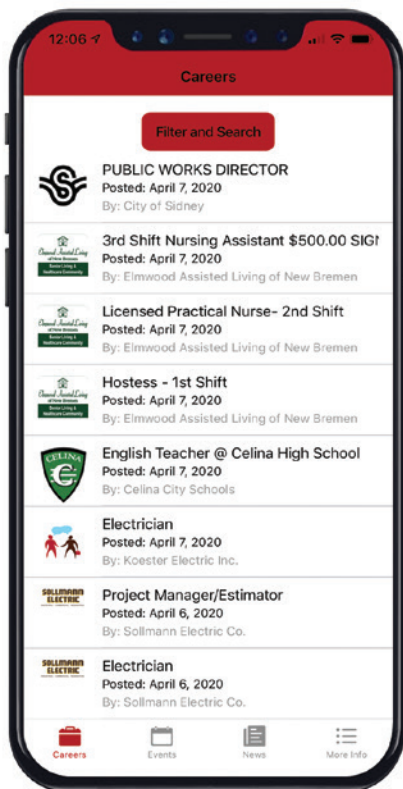 12:06
Careers
Filter and Search
PUBLIC WORKS DIRECTOR
Posted: April 7, 2020
By: City of Sidney
3rd Shift Nursing Assistant $500.00 SIGN
Posted: April 7, 2020
By: Elmwood Assisted Living of New Bremen
Licensed Practical Nurse- 2nd Shift
Posted: April 7, 2020
By: Elmwood Assisted Living of New Bremen
Hostess - 1st Shift
Posted: April 7, 2020
By: Elmwood Assisted Living of New Bremen
CELINA
C
English Teacher @ Celina High School
Posted: April 7, 2020
By: Celina City Schools
Electrician
Posted: April 7, 2020
By: Koester Electric Inc.
SOLLMANN
ELECTRIC
Project Manager/Estimator
Posted: April 6, 2020
By: Sollmann Electric Co.
SOLLMANN
ELECTRIC
Electrician
Posted: April 6, 2020
By: Sollmann Electric Co.
Careers
Events
News
More Info